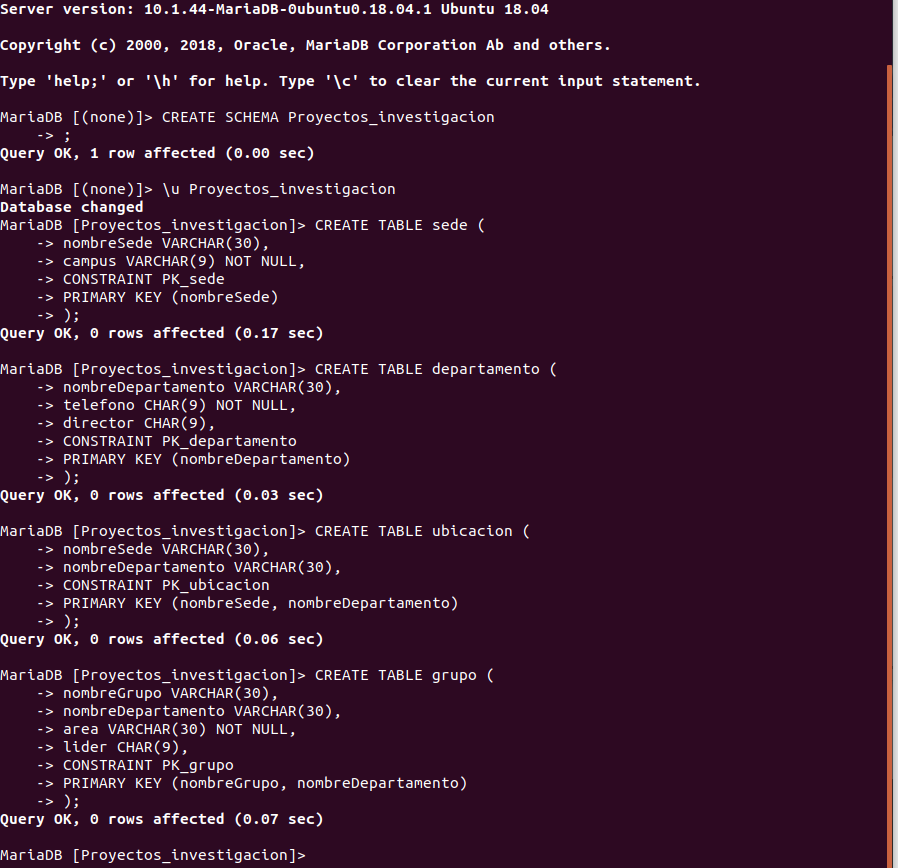 Server version: 10.1.44-MariaDB-0ubuntu0.18.04.1 Ubuntu 18.04
Copyright (c) 2000, 2018, Oracle, MariaDB Corporation Ab and others.
Type 'help;' or '\h' for help. Type '\c' to clear the current input statement.
MariaDB [(none)]> CREATE SCHEMA Proyectos_investigacion
    -> ;
Query OK, 1 row affected (0.00 sec)
MariaDB [(none)]> \u Proyectos_investigacion
Database changed
MariaDB [Proyectos_investigacion]> CREATE TABLE sede (
    -> nombreSede VARCHAR(30),
    -> campus VARCHAR(9) NOT NULL,
    -> CONSTRAINT PK_sede
    -> PRIMARY KEY (nombreSede)
    -> );
Query OK, 0 rows affected (0.17 sec)
MariaDB [Proyectos_investigacion]> CREATE TABLE departamento (
    -> nombreDepartamento VARCHAR(30),
    -> telefono CHAR(9) NOT NULL,
    -> director CHAR(9),
    -> CONSTRAINT PK_departamento
    -> PRIMARY KEY (nombreDepartamento)
    -> );
Query OK, 0 rows affected (0.03 sec)
MariaDB [Proyectos_investigacion]> CREATE TABLE ubicacion (
    -> nombreSede VARCHAR(30),
    -> nombreDepartamento VARCHAR(30),
    -> CONSTRAINT PK_ubicacion
    -> PRIMARY KEY (nombreSede, nombreDepartamento)
    -> );
Query OK, 0 rows affected (0.06 sec)
MariaDB [Proyectos_investigacion]> CREATE TABLE grupo (
    -> nombreGrupo VARCHAR(30),
    -> nombreDepartamento VARCHAR(30),
    -> area VARCHAR(30) NOT NULL,
    -> lider CHAR(9),
    -> CONSTRAINT PK_grupo
    -> PRIMARY KEY (nombreGrupo, nombreDepartamento)
    -> );
Query OK, 0 rows affected (0.07 sec)
MariaDB [Proyectos_investigacion]>